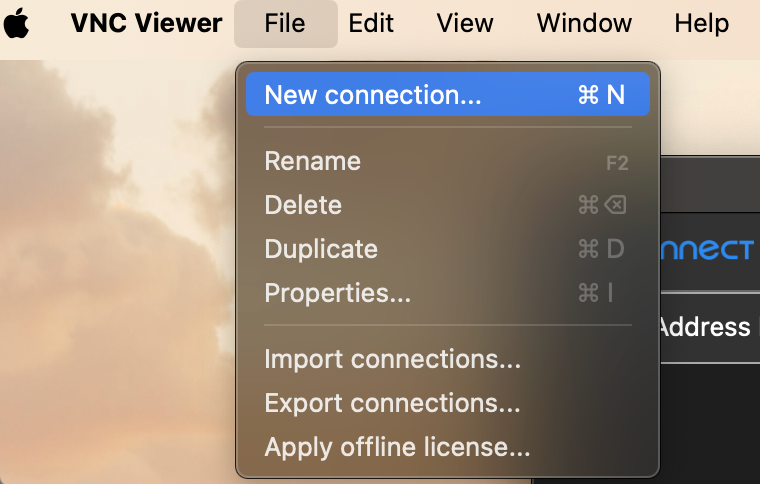 VNC Viewer File Edit View Window Help
New connection... ⌘ N
Rename F2
Delete ⌘⌫
Duplicate ⌘ D
nnect
Properties... ⌘ I
Address
Import connections...
Export connections...
Apply offline license...